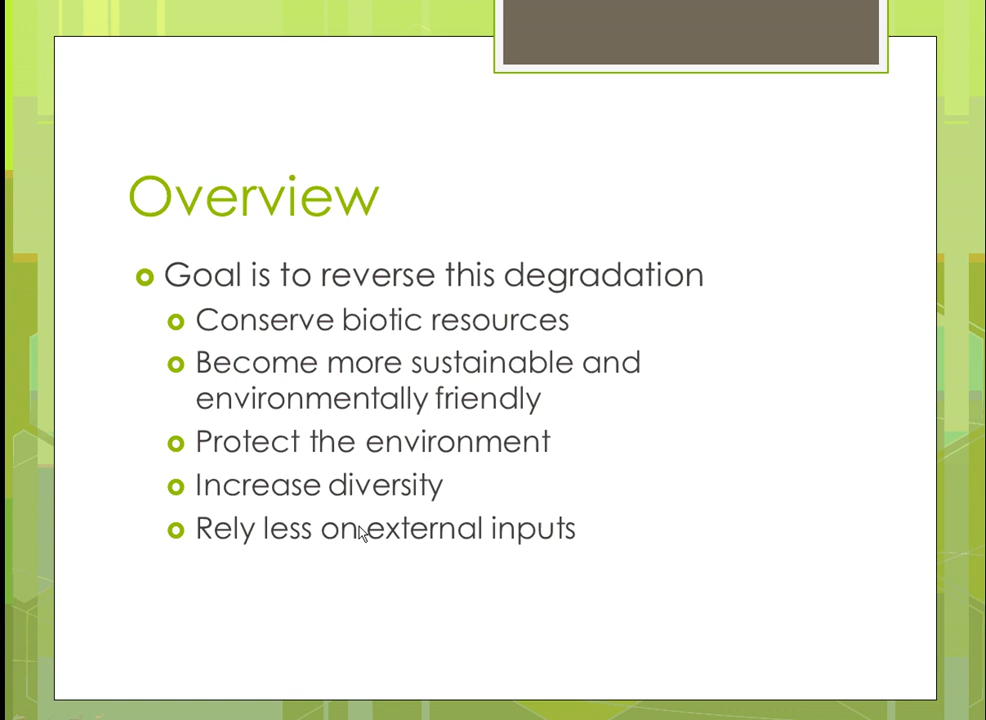 Overview
Goal is to reverse this degradation
Conserve biotic resources
Become more sustainable and
environmentally friendly
Protect the environment
Increase diversity
Rely less on external inputs